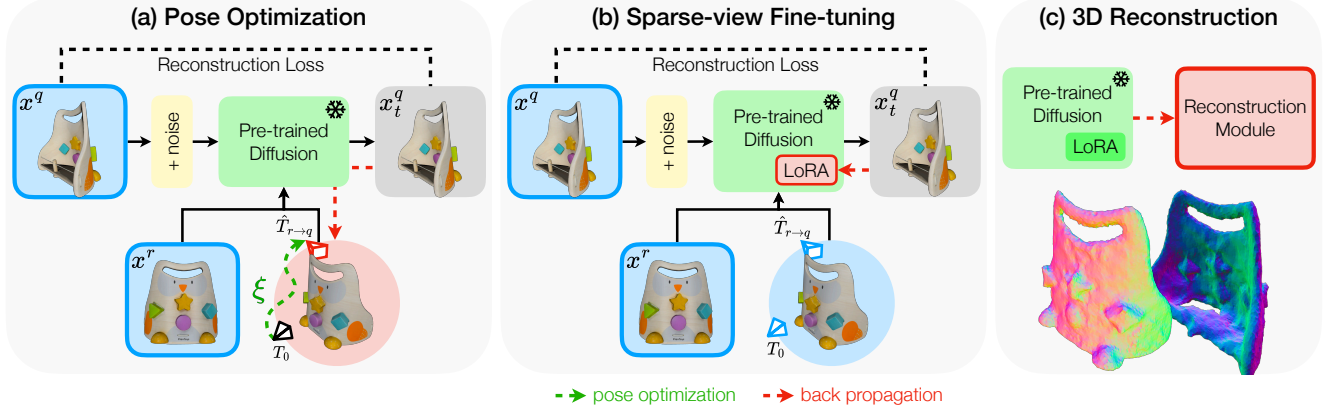 (a) Pose Optimization
Reconstruction Loss
x^q
+ noise
Pre-trained
Diffusion
x_t^q
T̂_{r→q}
x^r
ξ
T_0
(b) Sparse-view Fine-tuning
Reconstruction Loss
x^q
+ noise
Pre-trained
Diffusion
LoRA
x_t^q
T̂_{r→q}
x^r
T_0
(c) 3D Reconstruction
Pre-trained
Diffusion
LoRA
Reconstruction
Module
pose optimization
back propagation